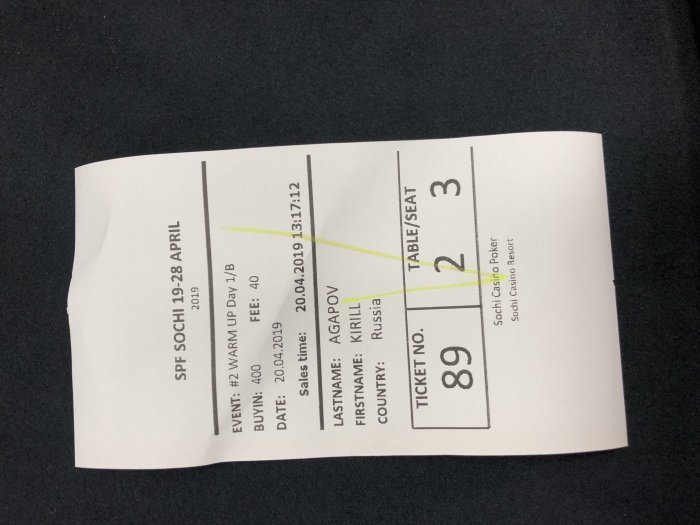 SPF SOCHI 19-28 APRIL
2019
EVENT: #2 WARM UP Day 1/B
BUYIN: 400 FEE: 40
DATE: 20.04.2019
Sales time: 20.04.2019 13:17:12
LASTNAME: AGAPOV
FIRSTNAME: KIRILL
COUNTRY: Russia
TICKET NO. TABLE/SEAT
89 2 3
Sochi Casino Poker
Sochi Casino Resort